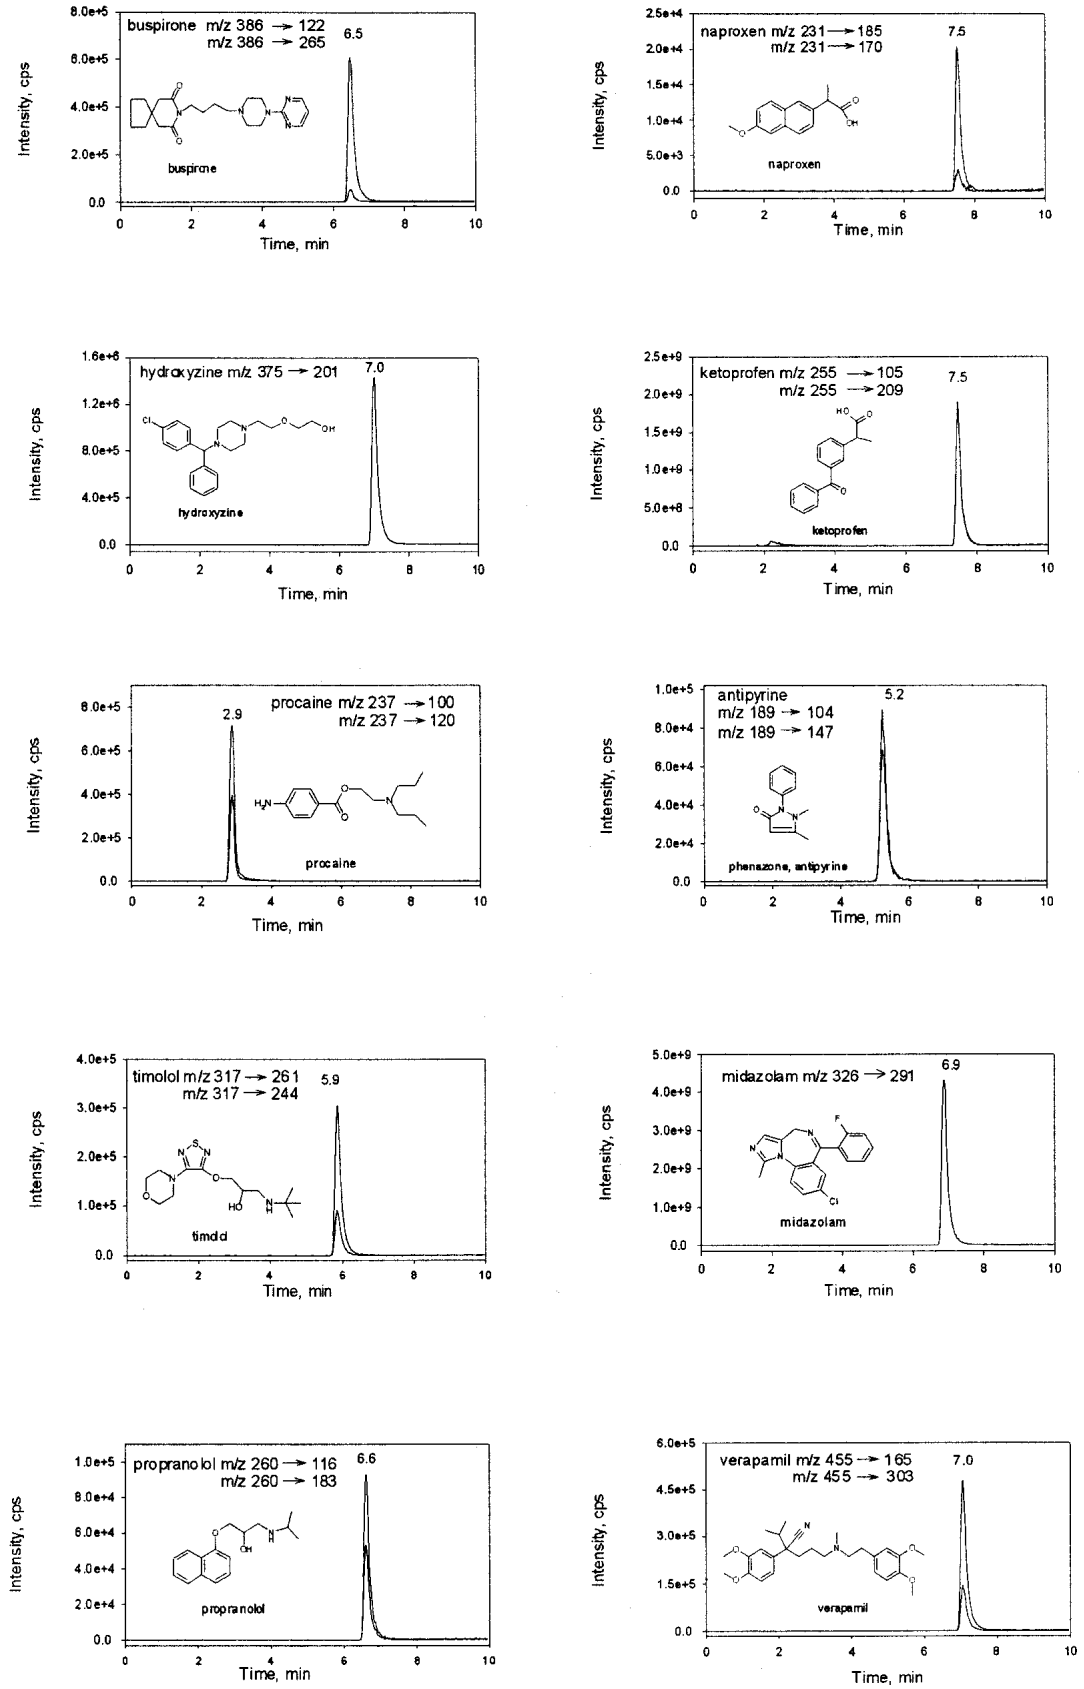 buspirone m/z 386 → 122
m/z 386 → 265
6.5
8.0e+5
6.0e+5
4.0e+5
2.0e+5
0.0
Intensity, cps
buspirone
0 2 4 6 8 10
Time, min
naproxen m/z 231 → 185
m/z 231 → 170
7.5
2.5e+4
2.0e+4
1.5e+4
1.0e+4
5.0e+3
0.0
Intensity, cps
O
OH
O
naproxen
0 2 4 6 8 10
Time, min
hydroxyzine m/z 375 → 201
7.0
1.6e+6
1.2e+6
8.0e+5
4.0e+5
0.0
Intensity, cps
Cl
N
N
O
OH
hydroxyzine
0 2 4 6 8 10
Time, min
ketoprofen m/z 255 → 105
m/z 255 → 209
7.5
2.5e+9
2.0e+9
1.5e+9
1.0e+9
5.0e+8
0.0
Intensity, cps
HO
O
O
ketoprofen
0 2 4 6 8 10
Time, min
procaine m/z 237 → 100
m/z 237 → 120
2.9
8.0e+5
6.0e+5
4.0e+5
2.0e+5
0.0
Intensity, cps
H₂N
O
O
N
procaine
0 2 4 6 8 10
Time, min
antipyrine
m/z 189 → 104
m/z 189 → 147
5.2
1.0e+5
8.0e+4
6.0e+4
4.0e+4
2.0e+4
0.0
Intensity, cps
O
N
N
phenazone, antipyrine
0 2 4 6 8 10
Time, min
timolol m/z 317 → 261
m/z 317 → 244
5.9
4.0e+5
3.0e+5
2.0e+5
1.0e+5
0.0
Intensity, cps
S
N
N
N
O
O
HO
N
H
timolol
0 2 4 6 8 10
Time, min
midazolam m/z 326 → 291
6.9
5.0e+9
4.0e+9
3.0e+9
2.0e+9
1.0e+9
0.0
Intensity, cps
F
N
N
N
Cl
midazolam
0 2 4 6 8 10
Time, min
propranolol m/z 260 → 116
m/z 260 → 183
6.6
1.0e+5
8.0e+4
6.0e+4
4.0e+4
2.0e+4
0.0
Intensity, cps
O
OH
N
H
propranolol
0 2 4 6 8 10
Time, min
verapamil m/z 455 → 165
m/z 455 → 303
7.0
6.0e+5
4.5e+5
3.0e+5
1.5e+5
0.0
Intensity, cps
N
N
O
O
O
O
verapamil
0 2 4 6 8 10
Time, min